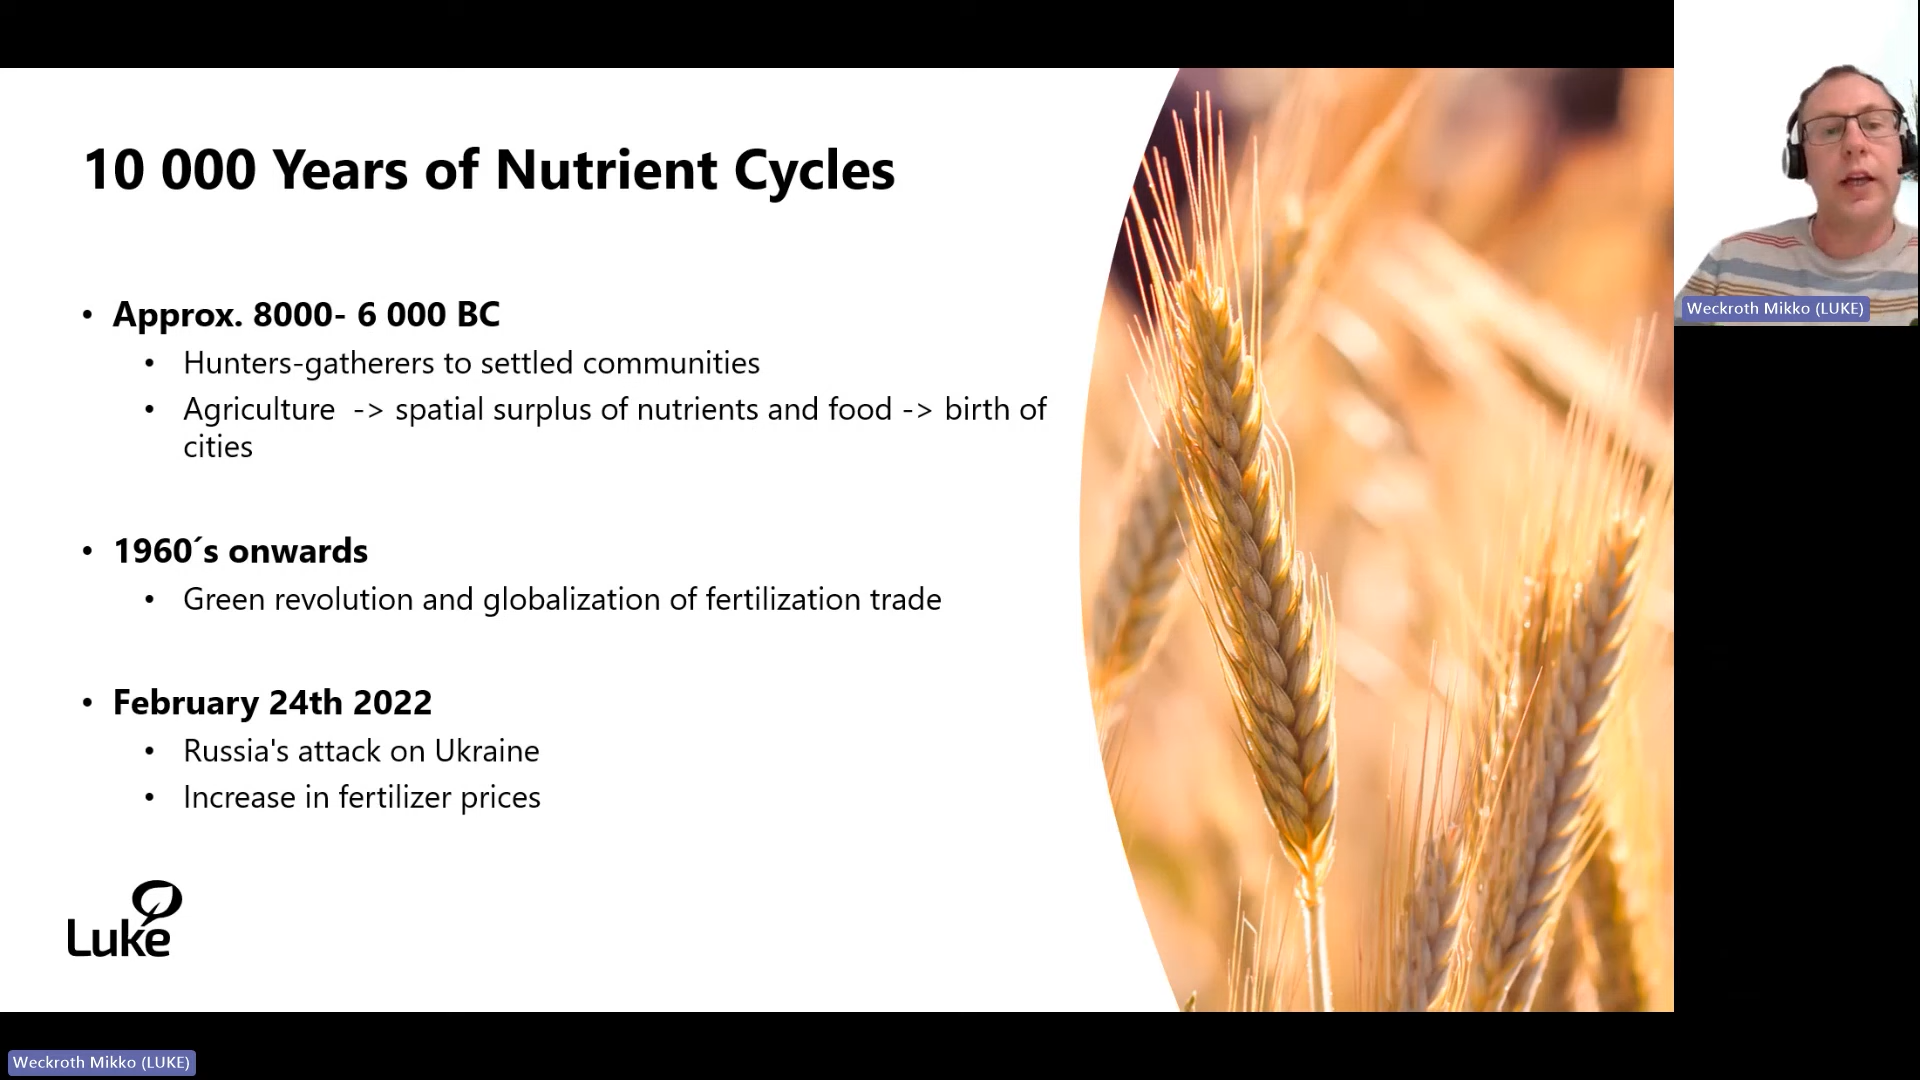 10 000 Years of Nutrient Cycles
• Approx. 8000- 6 000 BC
• Hunters-gatherers to settled communities
• Agriculture -> spatial surplus of nutrients and food -> birth of
cities
• 1960´s onwards
• Green revolution and globalization of fertilization trade
• February 24th 2022
• Russia's attack on Ukraine
• Increase in fertilizer prices
Luke
Weckroth Mikko (LUKE)
Weckroth Mikko (LUKE)